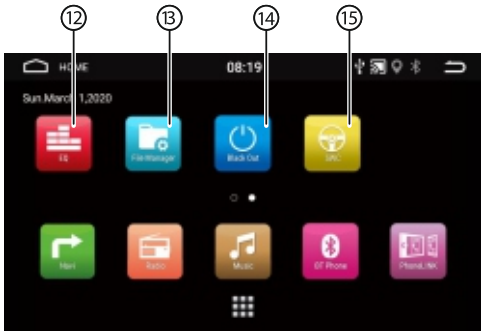 ⑫ ⑬ ⑭ ⑮
HOME 08:19
Sun.March 1,2020
EQ File Manager Black Out SWC
Navi Radio Music BT Phone PhoneLINK